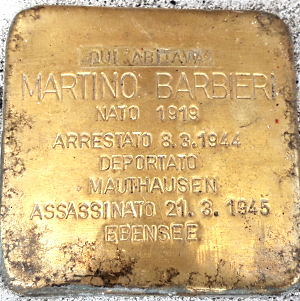 QUI ABITAVA
MARTINO BARBIERI
NATO 1919
ARRESTATO 8.3.1944
DEPORTATO
MAUTHAUSEN
ASSASSINATO 21.3.1945
EBENSEE